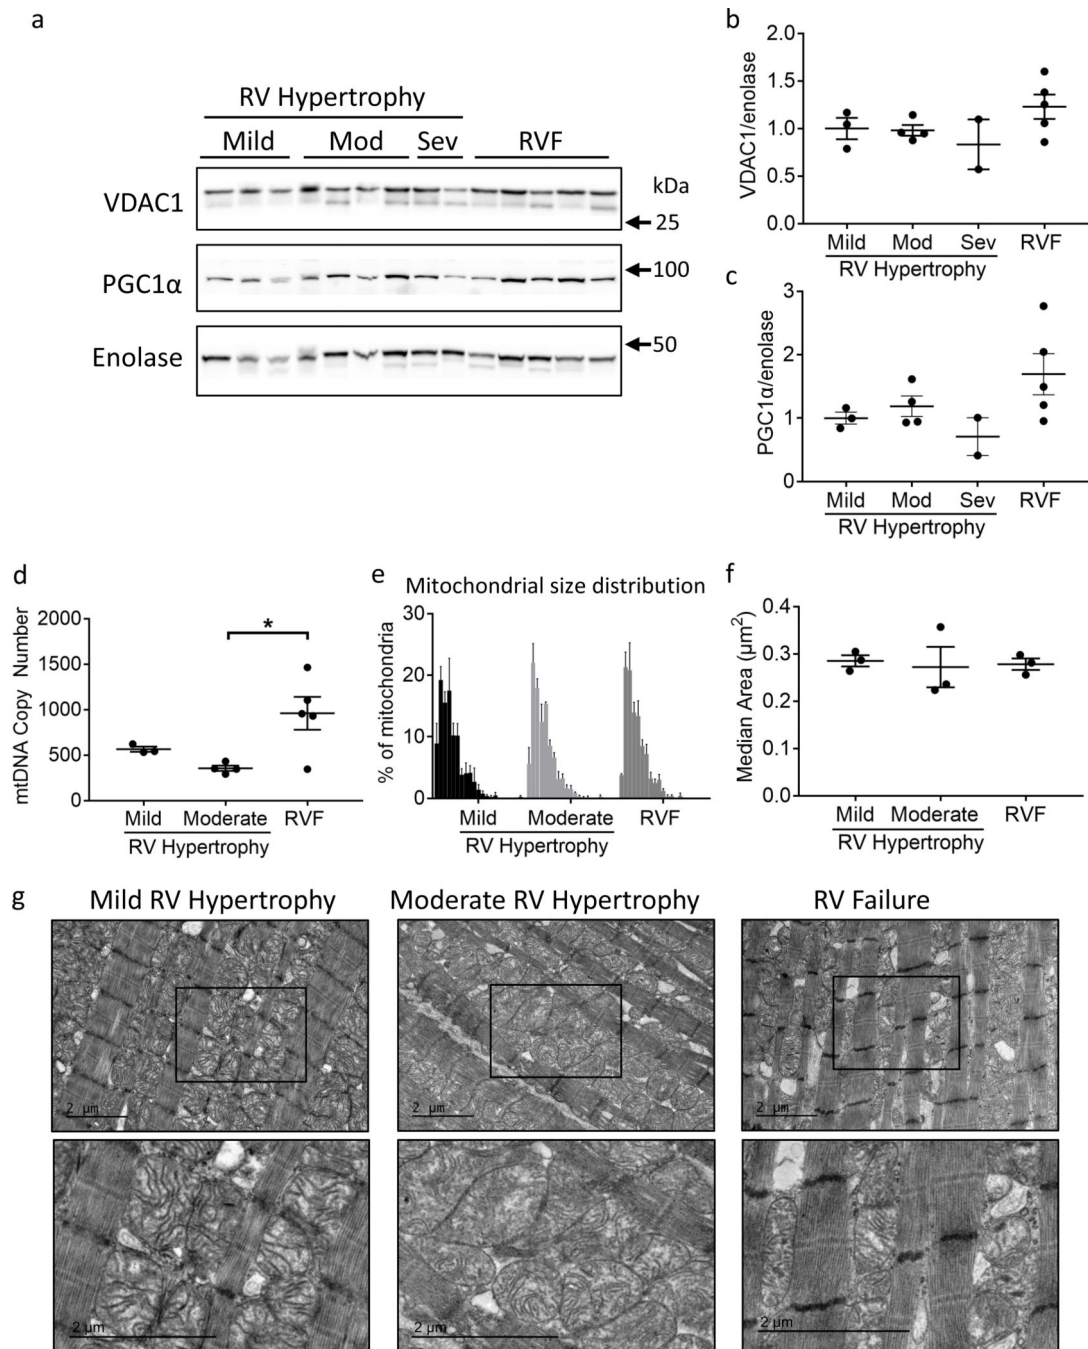 a
RV Hypertrophy
Mild Mod Sev RVF
kDa
VDAC1
25
PGC1α
100
Enolase
50
b
VDAC1/enolase
2.0
1.5
1.0
0.5
0.0
Mild Mod Sev RVF
RV Hypertrophy
c
PGC1α/enolase
3
2
1
0
Mild Mod Sev RVF
RV Hypertrophy
d
mtDNA Copy Number
2000
1500
1000
500
0
*
Mild Moderate RVF
RV Hypertrophy
e
Mitochondrial size distribution
% of mitochondria
30
20
10
0
Mild Moderate RVF
RV Hypertrophy
f
Median Area (µm²)
0.4
0.3
0.2
0.1
0.0
Mild Moderate RVF
RV Hypertrophy
g
Mild RV Hypertrophy Moderate RV Hypertrophy RV Failure
2 µm 2 µm 2 µm
2 µm 2 µm 2 µm